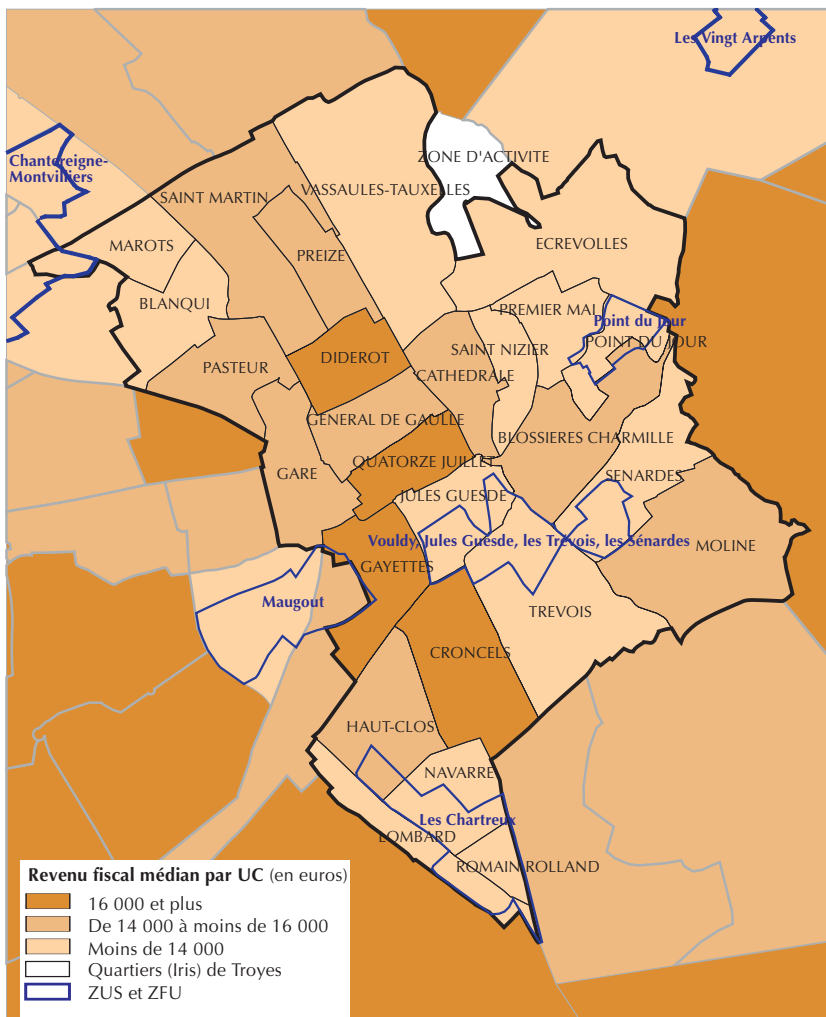 Les Vingt Arpents
ZONE D'ACTIVITE
Chantereigne-
Montvilliers
VASSAULES-TAUXELLES
SAINT MARTIN
ECREVOLLES
MAROTS
PREIZE
BLANQUI
PREMIER MAI
Point du Jour
POINT DU JOUR
SAINT NIZIER
DIDEROT
PASTEUR
CATHEDRALE
GENERAL DE GAULLE
BLOSSIERES CHARMILLE
QUATORZE JUILLET
GARE
SENARDES
JULES GUESDE
Vouldy, Jules Guesde, les Trévois, les Sénardes
MOLINE
GAYETTES
Maugout
TREVOIS
CRONCELS
HAUT-CLOS
NAVARRE
Les Chartreux
LOMBARD
ROMAIN ROLLAND
Revenu fiscal médian par UC (en euros)
16 000 et plus
De 14 000 à moins de 16 000
Moins de 14 000
Quartiers (Iris) de Troyes
ZUS et ZFU